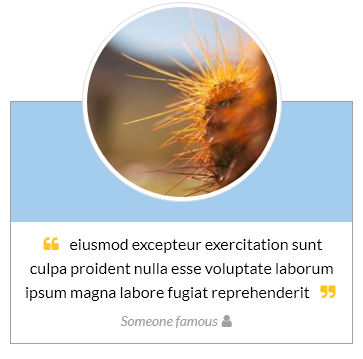 eiusmod excepteur exercitation sunt
culpa proident nulla esse voluptate laborum
ipsum magna labore fugiat reprehenderit
Someone famous